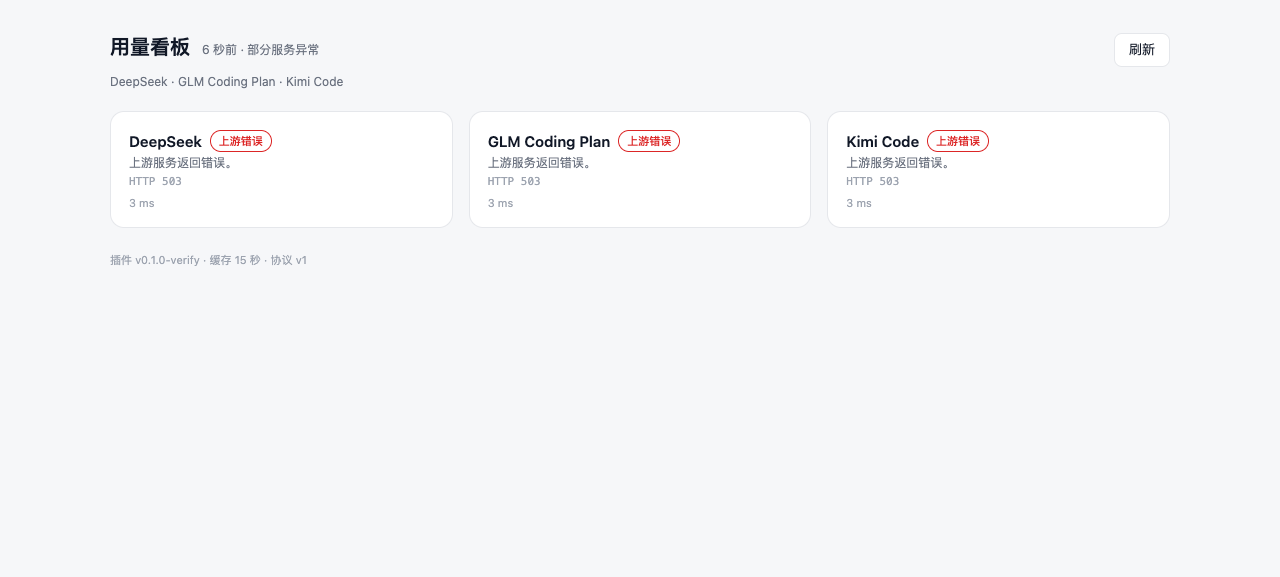 用量看板 6 秒前 · 部分服务异常
刷新
DeepSeek · GLM Coding Plan · Kimi Code
DeepSeek 上游错误
上游服务返回错误。
HTTP 503
3 ms
GLM Coding Plan 上游错误
上游服务返回错误。
HTTP 503
3 ms
Kimi Code 上游错误
上游服务返回错误。
HTTP 503
3 ms
插件 v0.1.0-verify · 缓存 15 秒 · 协议 v1